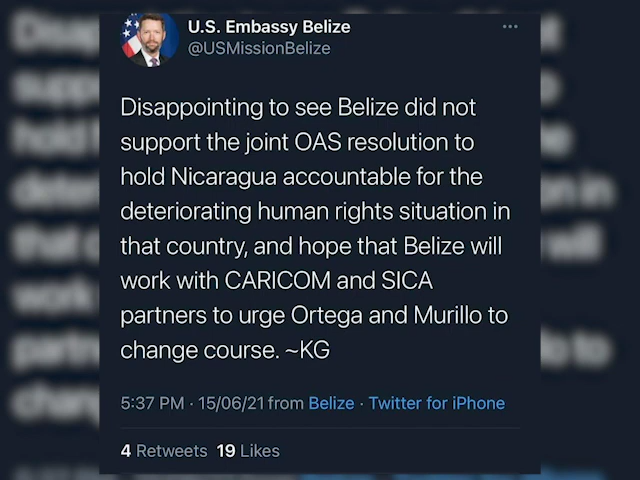 U.S. Embassy Belize
@USMissionBelize
Disappointing to see Belize did not
support the joint OAS resolution to
hold Nicaragua accountable for the
deteriorating human rights situation in
that country, and hope that Belize will
work with CARICOM and SICA
partners to urge Ortega and Murillo to
change course. ~KG
5:37 PM · 15/06/21 from Belize · Twitter for iPhone
4 Retweets 19 Likes